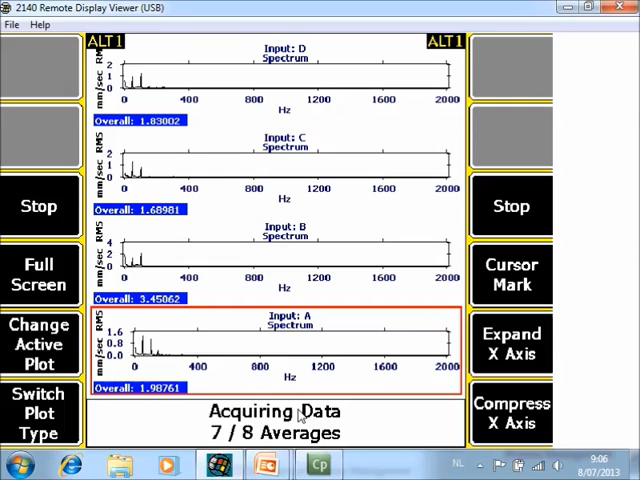 2140 Remote Display Viewer (USB)
File Help
ALT1 ALT1
Input: D
Spectrum
mm/sec RMS
2
1
0
0 400 800 1200 1600 2000
Hz
Overall: 1.83002
Input: C
Spectrum
mm/sec RMS
2
1
0
0 400 800 1200 1600 2000
Hz
Overall: 1.68981
Input: B
Spectrum
mm/sec RMS
4
2
0
0 400 800 1200 1600 2000
Hz
Overall: 3.45062
Input: A
Spectrum
mm/sec RMS
1.6
0.8
0.0
0 400 800 1200 1600 2000
Hz
Overall: 1.98761
Stop
Full
Screen
Change
Active
Plot
Switch
Plot
Type
Stop
Cursor
Mark
Expand
X Axis
Compress
X Axis
Acquiring Data
7 / 8 Averages
Cp
NL
9:06
8/07/2013